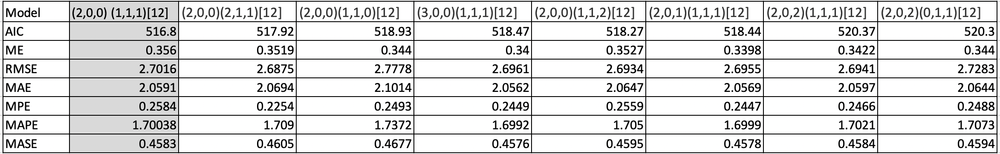 Model (2,0,0) (1,1,1)[12] (2,0,0)(2,1,1)[12] (2,0,0)(1,1,0)[12] (3,0,0)(1,1,1)[12] (2,0,0)(1,1,2)[12] (2,0,1)(1,1,1)[12] (2,0,2)(1,1,1)[12] (2,0,2)(0,1,1)[12]
AIC 516.8 517.92 518.93 518.47 518.27 518.44 520.37 520.3
ME 0.356 0.3519 0.344 0.34 0.3527 0.3398 0.3422 0.344
RMSE 2.7016 2.6875 2.7778 2.6961 2.6934 2.6955 2.6941 2.7283
MAE 2.0591 2.0694 2.1014 2.0562 2.0647 2.0569 2.0597 2.0644
MPE 0.2584 0.2254 0.2493 0.2449 0.2559 0.2447 0.2466 0.2488
MAPE 1.70038 1.709 1.7372 1.6992 1.705 1.6999 1.7021 1.7073
MASE 0.4583 0.4605 0.4677 0.4576 0.4595 0.4578 0.4584 0.4594